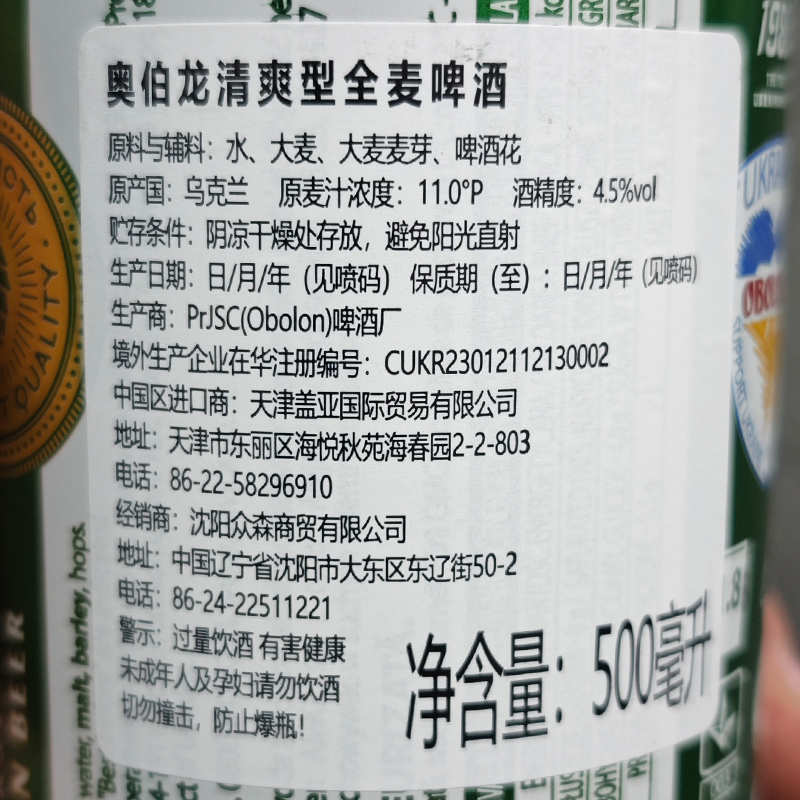 奥伯龙清爽型全麦啤酒
原料与辅料：水、大麦、大麦麦芽、啤酒花
原产国：乌克兰 原麦汁浓度：11.0°P 酒精度：4.5%vol
贮存条件：阴凉干燥处存放，避免阳光直射
生产日期：日/月/年（见喷码） 保质期（至）：日/月/年（见喷码）
生产商：PrJSC(Obolon)啤酒厂
境外生产企业在华注册编号：CUKR23012112130002
中国区进口商：天津盖亚国际贸易有限公司
地址：天津市东丽区海悦秋苑海春园2-2-803
电话：86-22-58296910
经销商：沈阳众森商贸有限公司
地址：中国辽宁省沈阳市大东区东辽街50-2
电话：86-24-22511221
警示：过量饮酒 有害健康
未成年人及孕妇请勿饮酒
切勿撞击，防止爆瓶！
净含量：500毫升
QUALITY
water, malt, barley, hops.
BEER